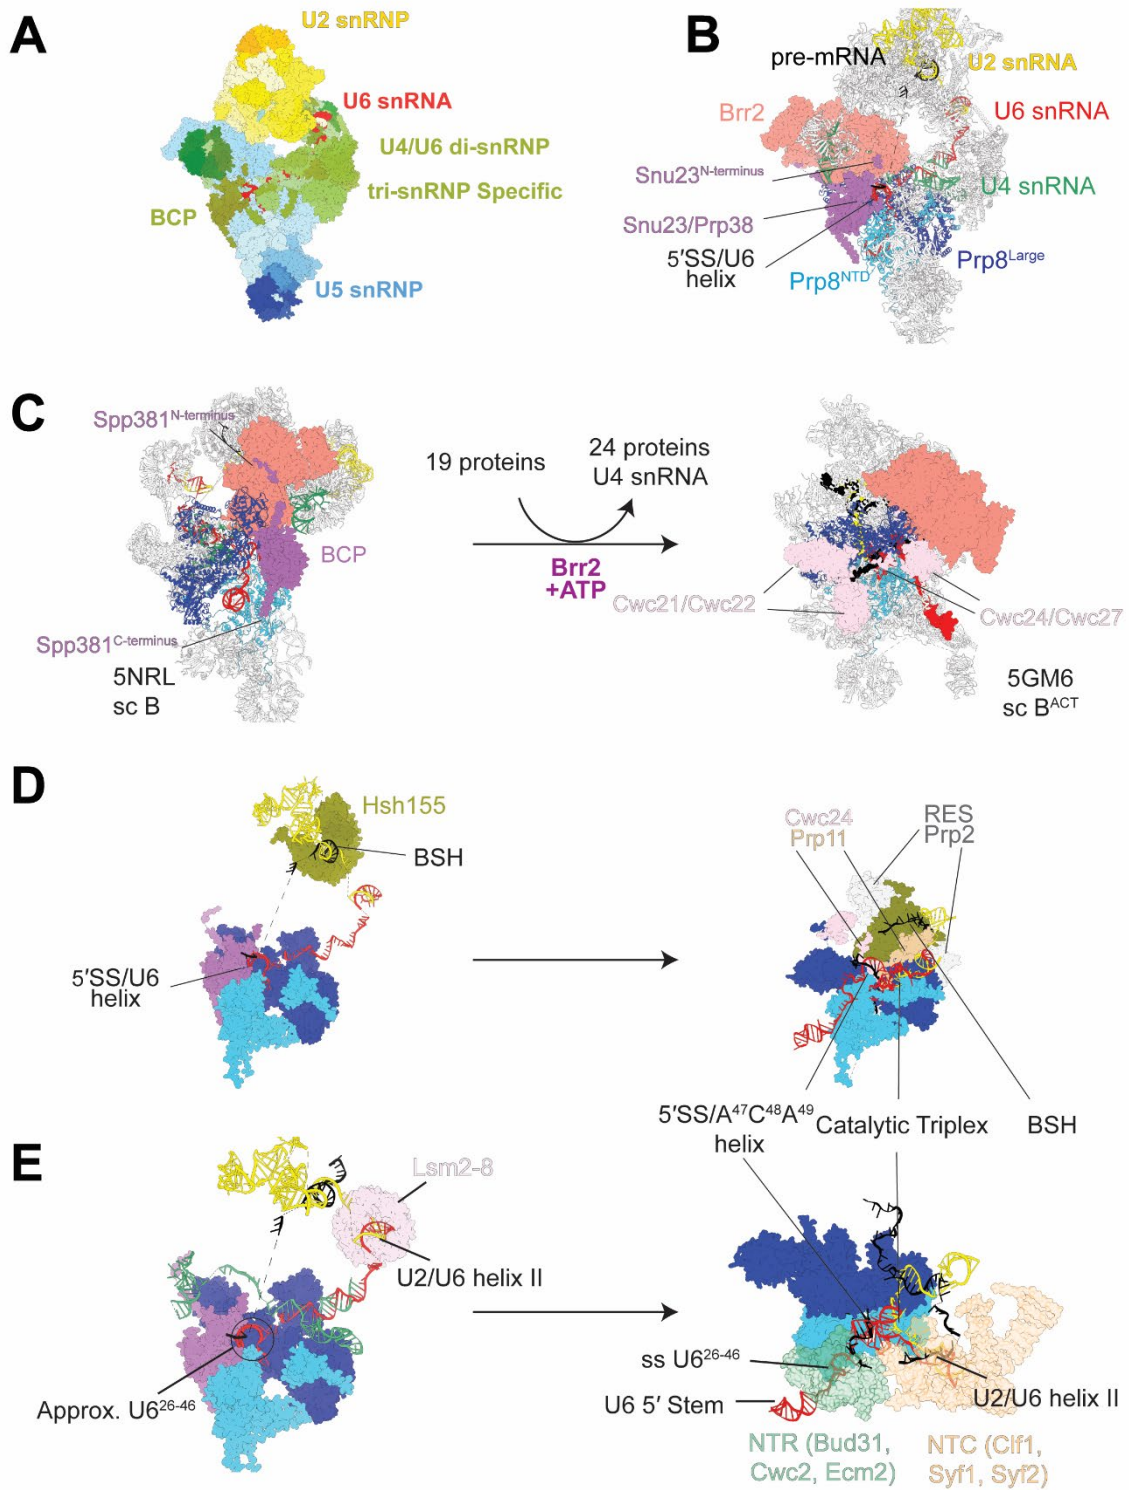 A
U2 snRNP
U6 snRNA
U4/U6 di-snRNP
tri-snRNP Specific
BCP
U5 snRNP
B
pre-mRNA
U2 snRNA
Brr2
U6 snRNA
Snu23N-terminus
U4 snRNA
Snu23/Prp38
5′SS/U6
helix
Prp8NTD
Prp8Large
C
Spp381N-terminus
BCP
Spp381C-terminus
5NRL
sc B
19 proteins
24 proteins
U4 snRNA
Brr2
+ATP
Cwc21/Cwc22
Cwc24/Cwc27
5GM6
sc BACT
D
Hsh155
BSH
5′SS/U6
helix
Cwc24
Prp11
RES
Prp2
5′SS/A47C48A49
helix
Catalytic Triplex
BSH
E
Lsm2-8
U2/U6 helix II
Approx. U626-46
ss U626-46
U6 5′ Stem
U2/U6 helix II
NTR (Bud31,
Cwc2, Ecm2)
NTC (Clf1,
Syf1, Syf2)